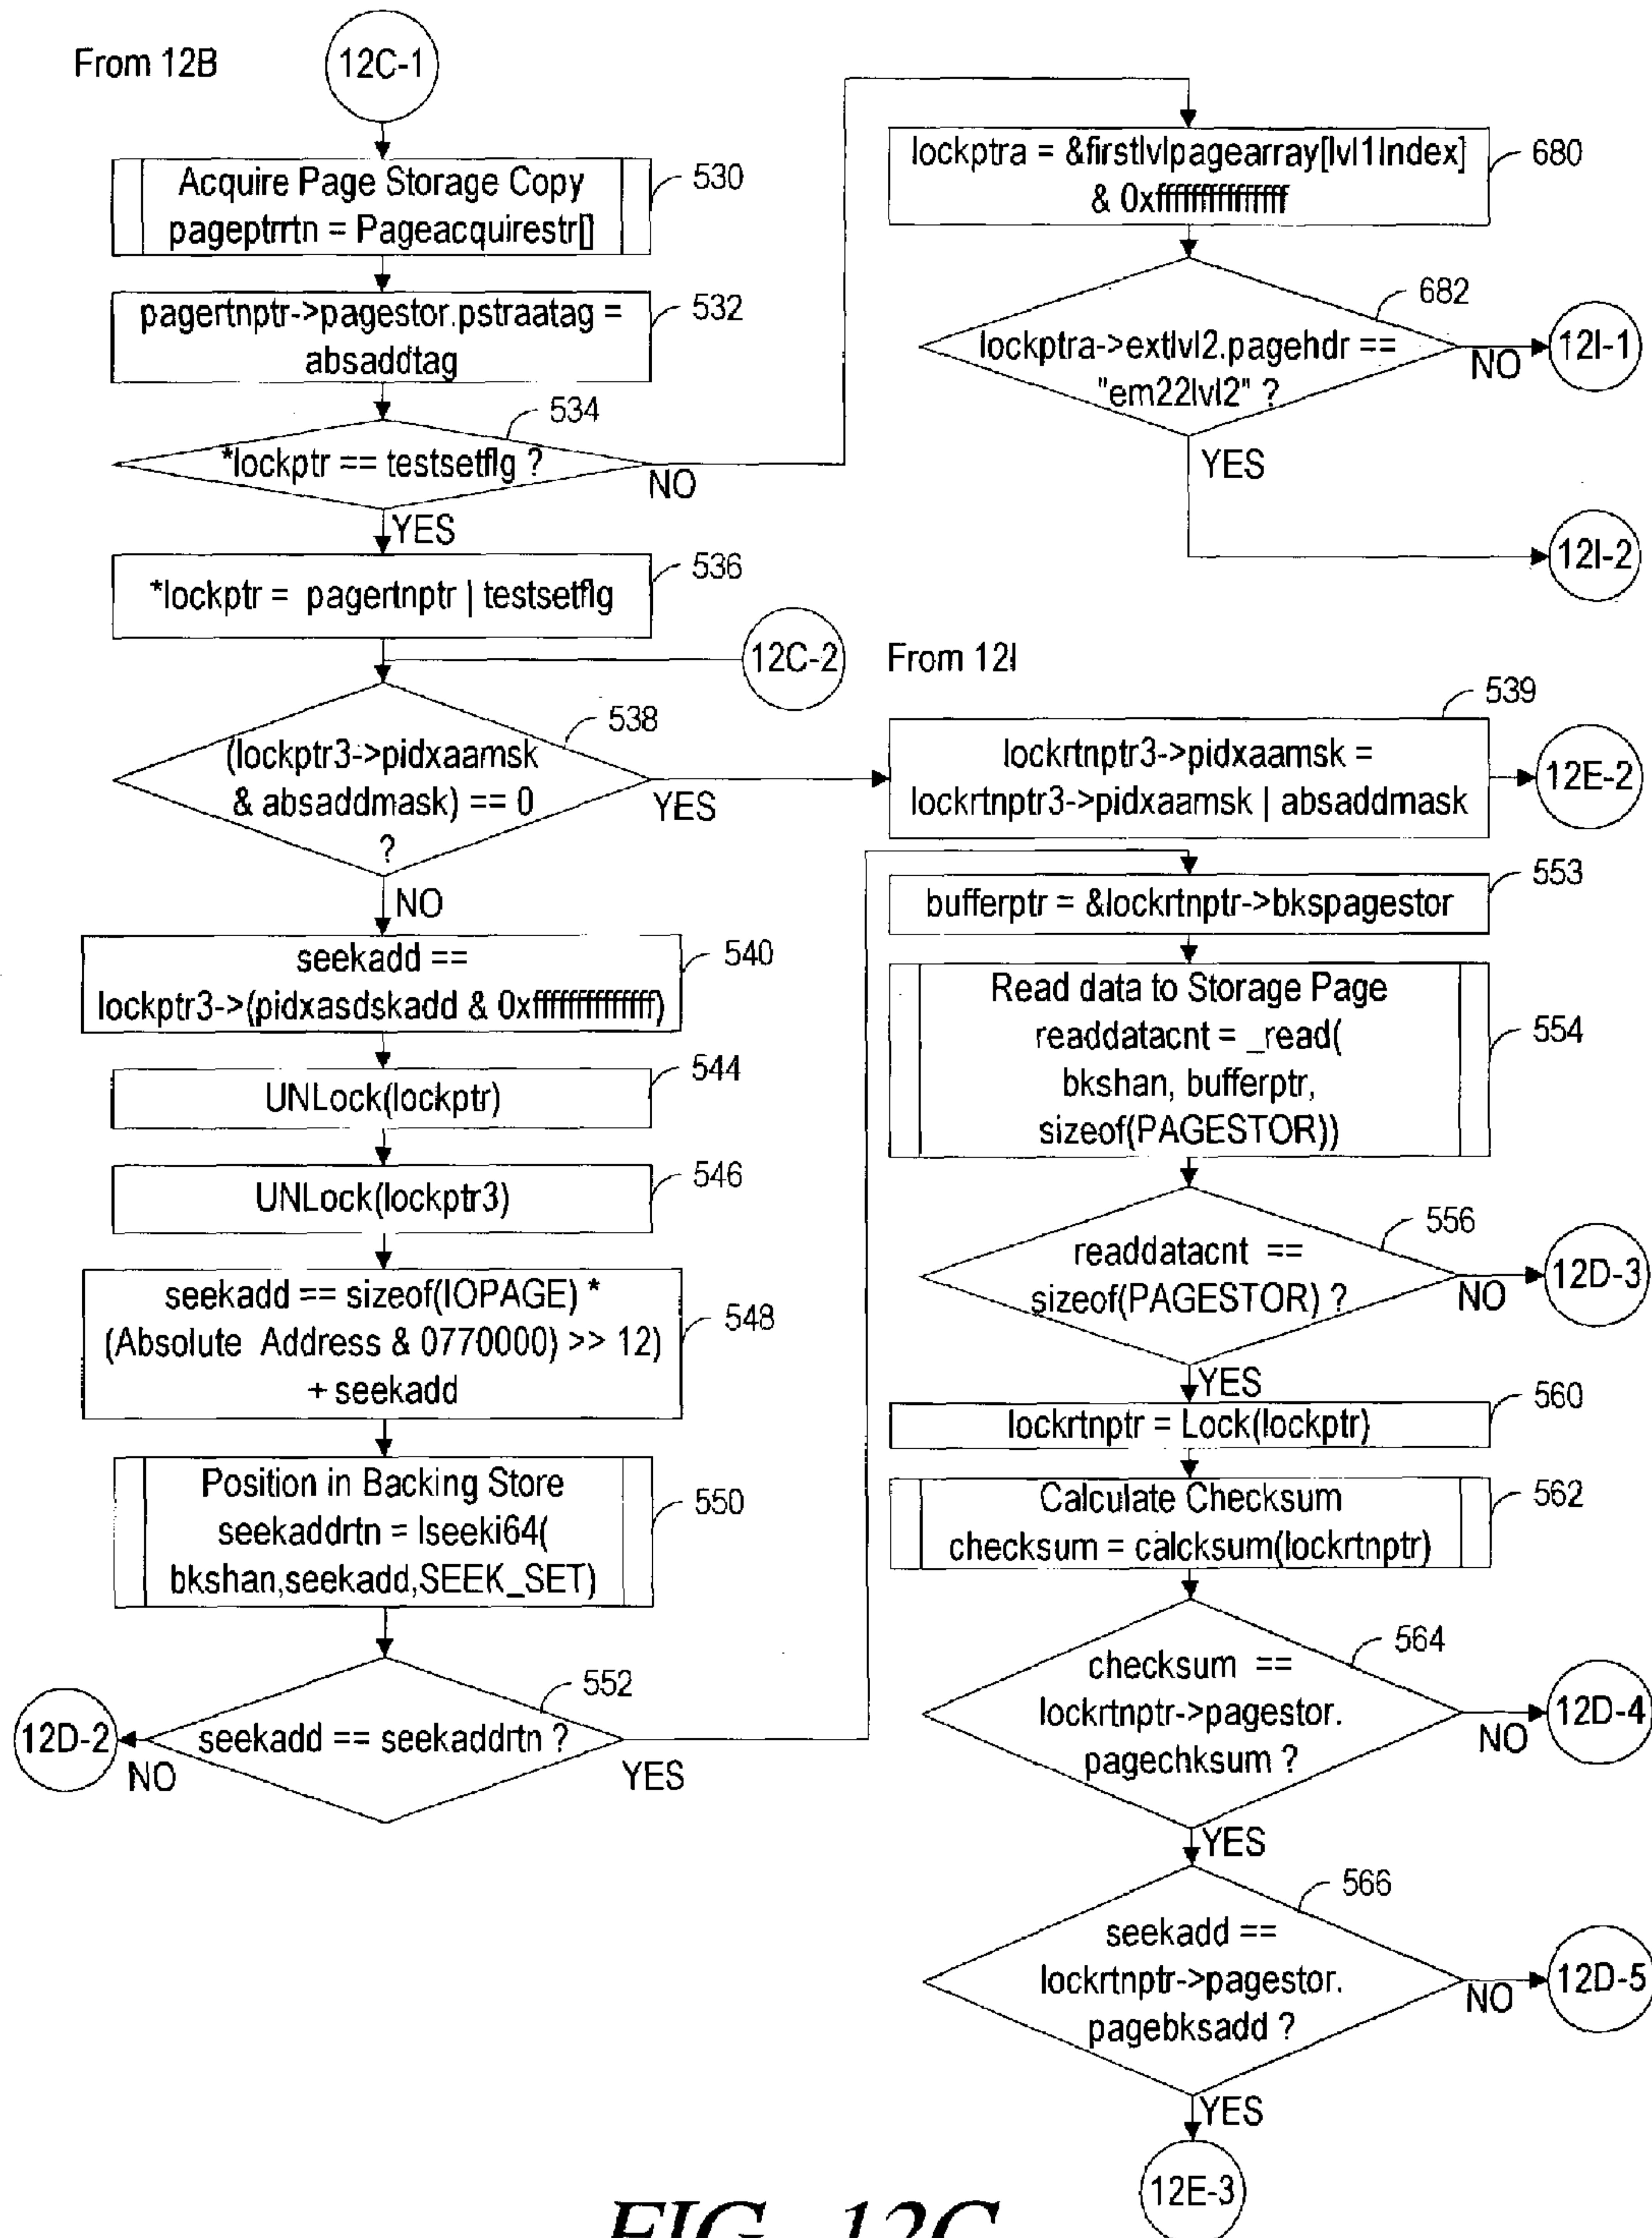 From 12B
12C-1
Acquire Page Storage Copy
pageptrrtn = Pageacquirestr[]
530
pagertnptr->pagestor.pstraatag =
absaddtag
532
534
*lockptr == testsetflg ?
NO
YES
*lockptr = pagertnptr | testsetflg
536
12C-2
From 12I
538
(lockptr3->pidxaamsk
& absaddmask) == 0
?
YES
NO
seekadd ==
lockptr3->(pidxasdskadd & 0xffffffffffffff)
540
UNLock(lockptr)
544
UNLock(lockptr3)
546
seekadd == sizeof(IOPAGE) *
(Absolute Address & 0770000) >> 12)
+ seekadd
548
Position in Backing Store
seekaddrtn = lseeki64(
bkshan,seekadd,SEEK_SET)
550
552
seekadd == seekaddrtn ?
12D-2
NO
YES
lockptra = &firstlvlpagearray[lvl1Index]
& 0xffffffffffffff
680
682
lockptra->extlvl2.pagehdr ==
"em22lvl2" ?
NO
12I-1
YES
12I-2
539
lockrtnptr3->pidxaamsk =
lockrtnptr3->pidxaamsk | absaddmask
12E-2
bufferptr = &lockrtnptr->bkspagestor
553
Read data to Storage Page
readdatacnt = _read(
bkshan, bufferptr,
sizeof(PAGESTOR))
554
556
readdatacnt ==
sizeof(PAGESTOR) ?
NO
12D-3
YES
lockrtnptr = Lock(lockptr)
560
Calculate Checksum
checksum = calcksum(lockrtnptr)
562
564
checksum ==
lockrtnptr->pagestor.
pagechksum ?
NO
12D-4
YES
566
seekadd ==
lockrtnptr->pagestor.
pagebksadd ?
NO
12D-5
YES
12E-3
FIG. 12C